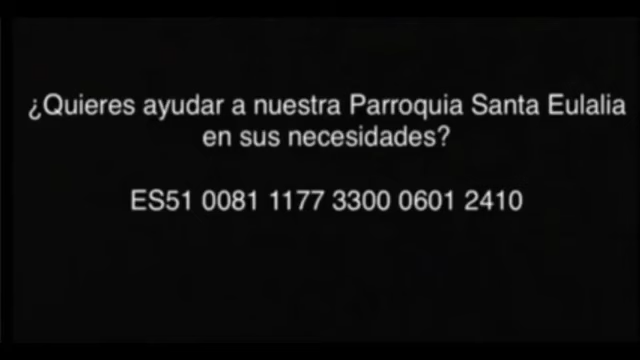 ¿Quieres ayudar a nuestra Parroquia Santa Eulalia
en sus necesidades?
ES51 0081 1177 3300 0601 2410